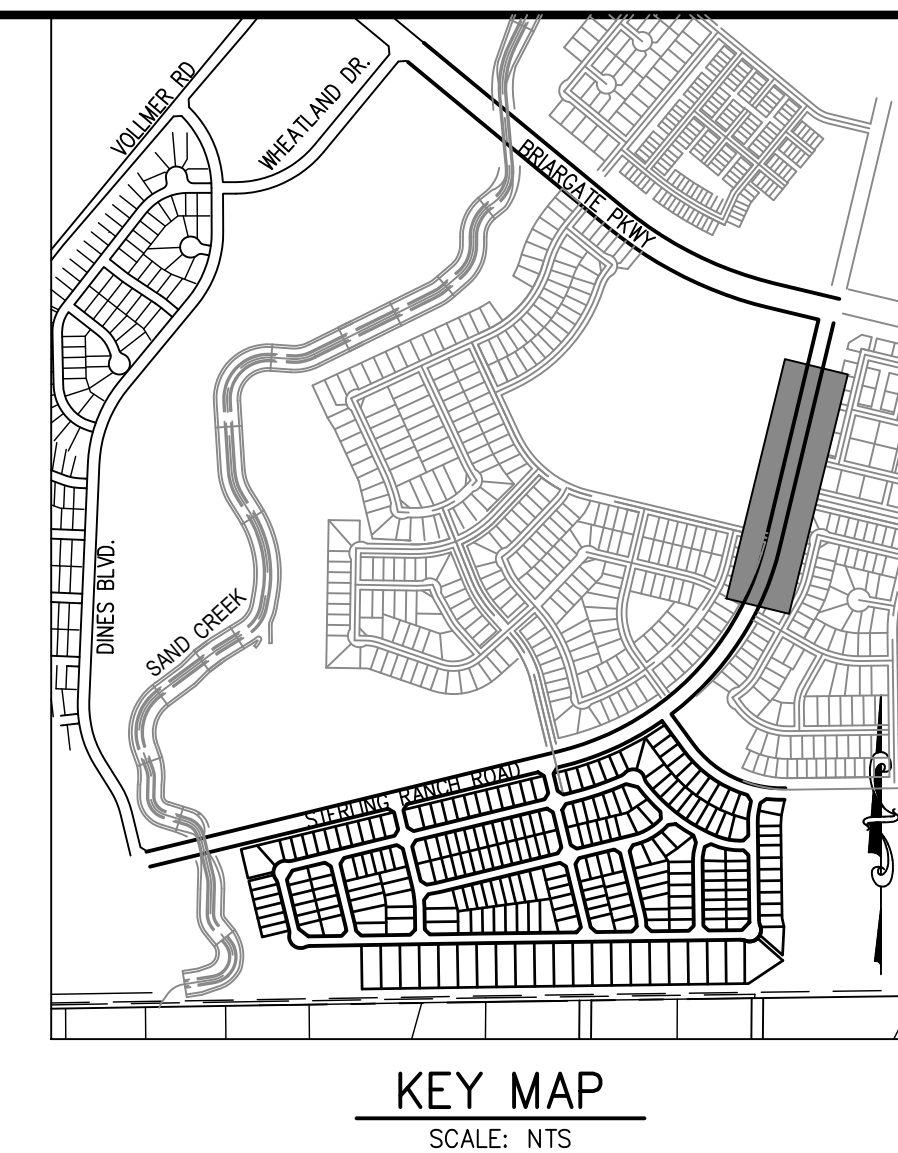 VOLLMER RD
WHEATLAND DR.
BRIARGATE PKWY
DINES BLVD.
SAND CREEK
STERLING RANCH ROAD
KEY MAP
SCALE: NTS